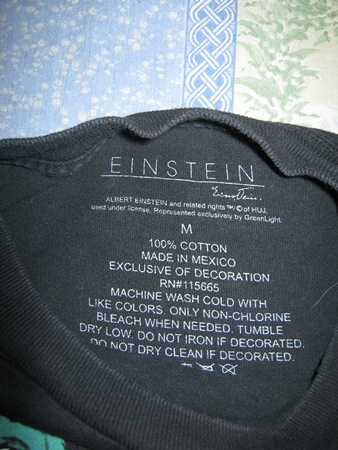 EINSTEIN
ALBERT EINSTEIN and related rights ™/© of HUJ,
used under license. Represented exclusively by GreenLight
M
100% COTTON
MADE IN MEXICO
EXCLUSIVE OF DECORATION
RN#115665
MACHINE WASH COLD WITH
LIKE COLORS. ONLY NON-CHLORINE
BLEACH WHEN NEEDED. TUMBLE
DRY LOW. DO NOT IRON IF DECORATED.
DO NOT DRY CLEAN IF DECORATED.